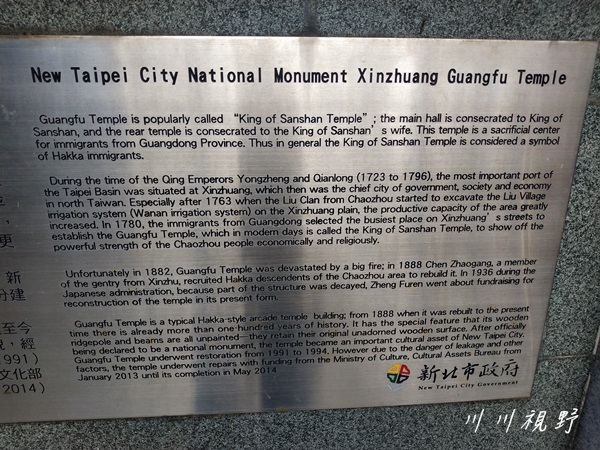 New Taipei City National Monument Xinzhuang Guangfu Temple
Guangfu Temple is popularly called “King of Sanshan Temple”; the main hall is consecrated to King of
Sanshan, and the rear temple is consecrated to the King of Sanshan's wife. This temple is a sacrificial center
for immigrants from Guangdong Province. Thus in general the King of Sanshan Temple is considered a symbol
of Hakka immigrants.
During the time of the Qing Emperors Yongzheng and Qianlong (1723 to 1796), the most important port of
the Taipei Basin was situated at Xinzhuang, which then was the chief city of government, society and economy
in north Taiwan. Especially after 1763 when the Liu Clan from Chaozhou started to excavate the Liu Village
irrigation system (Wanan irrigation system) on the Xinzhuang plain, the productive capacity of the area greatly
increased. In 1780, the immigrants from Guangdong selected the busiest place on Xinzhuang's streets to
establish the Guangfu Temple, which in modern days is called the King of Sanshan Temple, to show off the
powerful strength of the Chaozhou people economically and religiously.
Unfortunately in 1882, Guangfu Temple was devastated by a big fire; in 1888 Chen Zhaogang, a member
of the gentry from Xinzhu, recruited Hakka descendents of the Chaozhou area to rebuild it. In 1936 during the
Japanese administration, because part of the structure was decayed, Zheng Furen went about fundraising for
reconstruction of the temple in its present form.
Guangfu Temple is a typical Hakka-style arcade temple building; from 1888 when it was rebuilt to the present
time there is already more than one-hundred years of history. It has the special feature that its wooden
ridgepole and beams are all unpainted—they retain their original unadorned wooden surface. After officially
being declared to be a national monument, the temple became an important cultural asset of New Taipei City.
Guangfu Temple underwent restoration from 1991 to 1994. However due to the danger of leakage and other
factors, the temple underwent repairs with funding from the Ministry of Culture, Cultural Assets Bureau from
January 2013 until its completion in May 2014
更
新
建
至今
，經
1991）
文化部
2014）
新北市政府
New Taipei City Government
川川視野